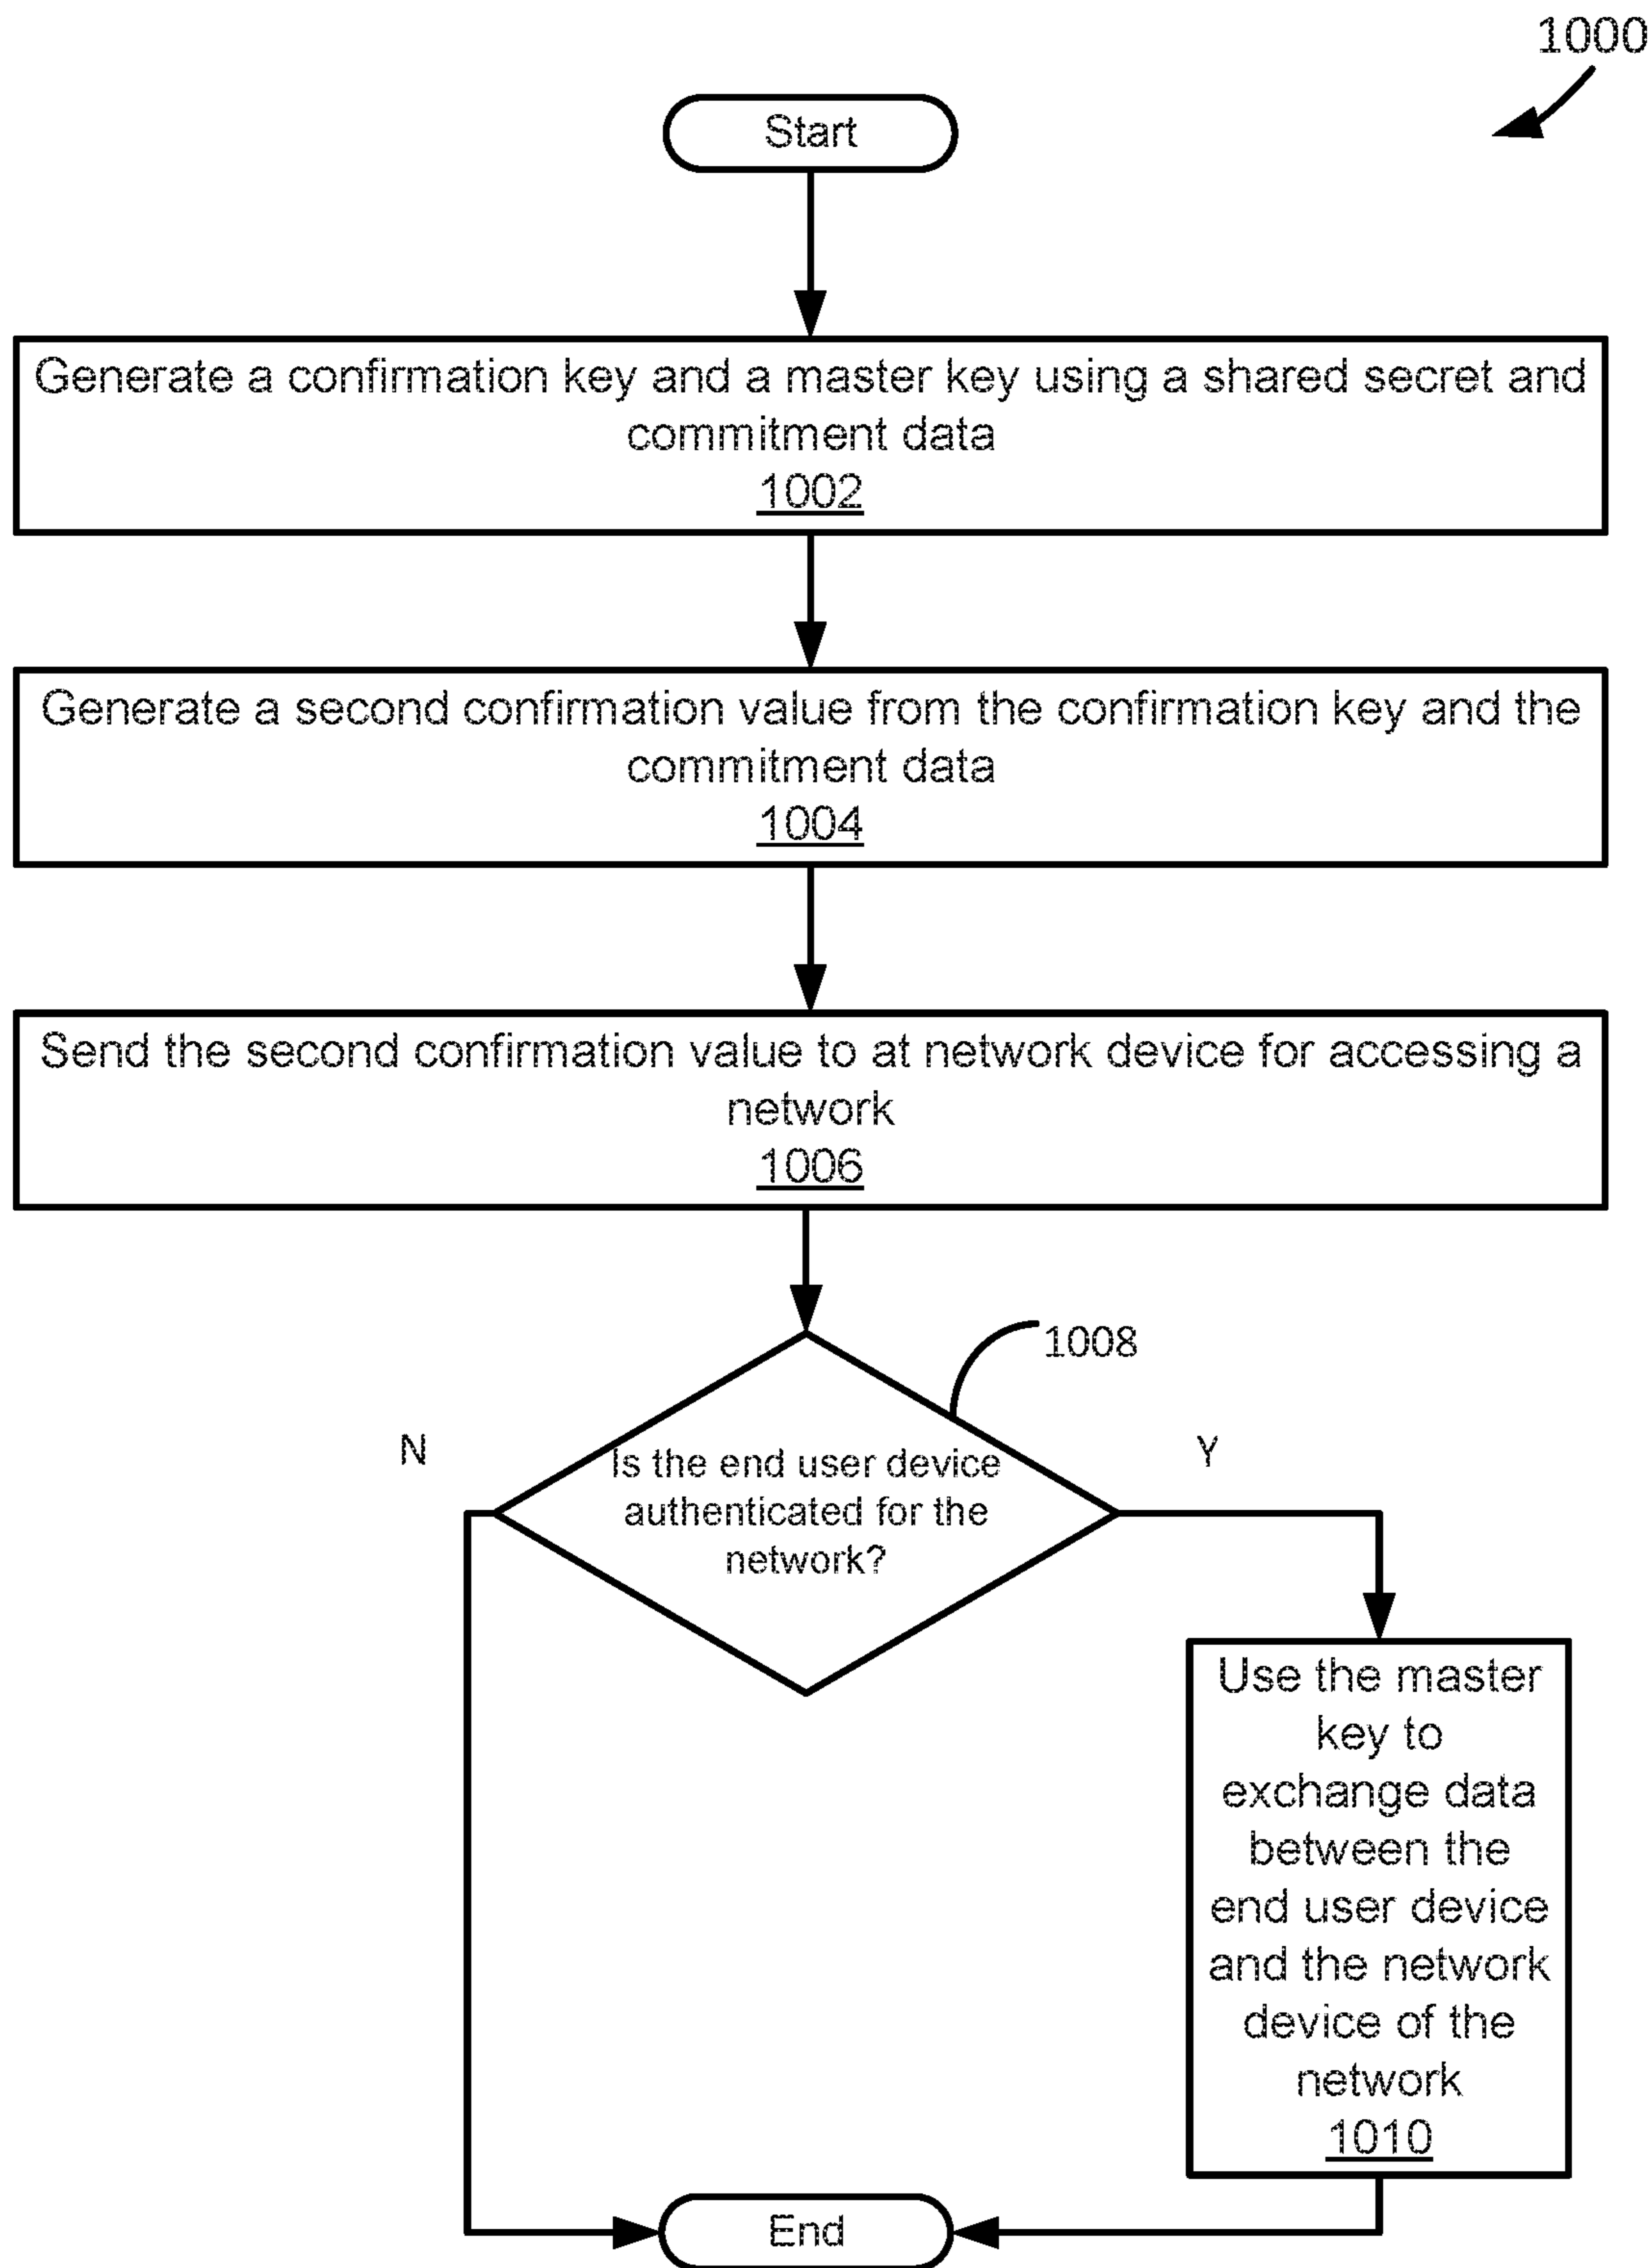 1000
Start
Generate a confirmation key and a master key using a shared secret and
commitment data
1002
Generate a second confirmation value from the confirmation key and the
commitment data
1004
Send the second confirmation value to at network device for accessing a
network
1006
1008
N
Y
Is the end user device
authenticated for the
network?
Use the master
key to
exchange data
between the
end user device
and the network
device of the
network
1010
End